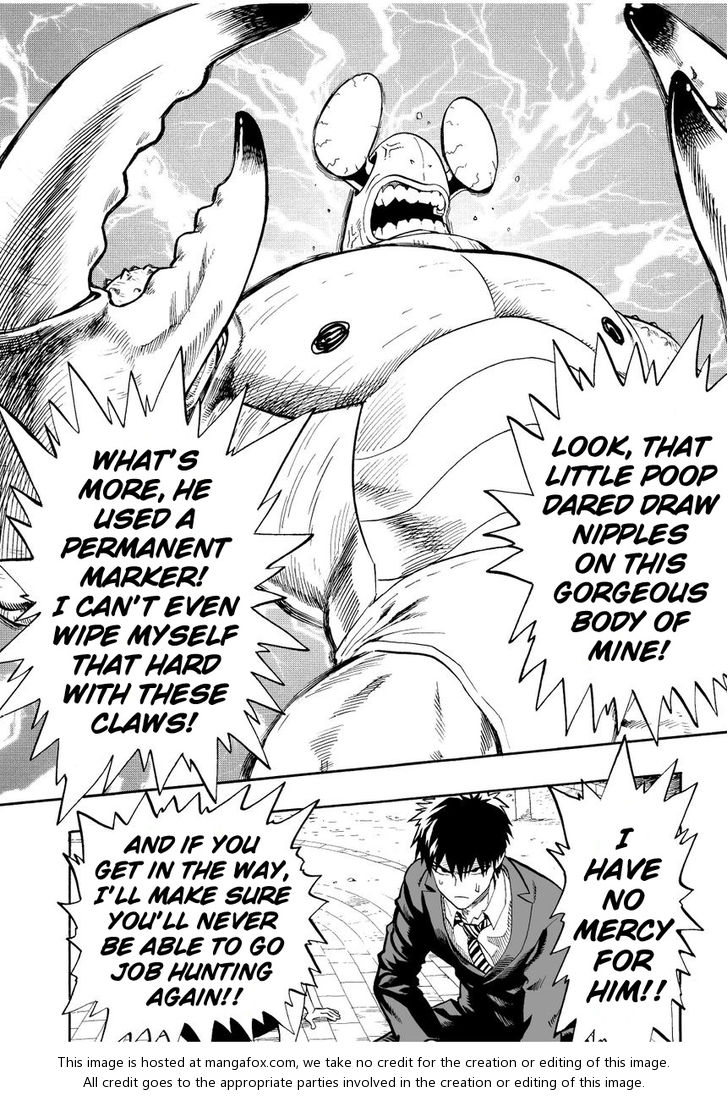 LOOK, THAT
LITTLE POOP
DARED DRAW
NIPPLES
ON THIS
GORGEOUS
BODY OF
MINE!
WHAT'S
MORE, HE
USED A
PERMANENT
MARKER!
I CAN'T EVEN
WIPE MYSELF
THAT HARD
WITH THESE
CLAWS!
I
HAVE
NO
MERCY
FOR
HIM!!
AND IF YOU
GET IN THE WAY,
I'LL MAKE SURE
YOU'LL NEVER
BE ABLE TO GO
JOB HUNTING
AGAIN!!
This image is hosted at mangafox.com, we take no credit for the creation or editing of this image.
All credit goes to the appropriate parties involved in the creation or editing of this image.